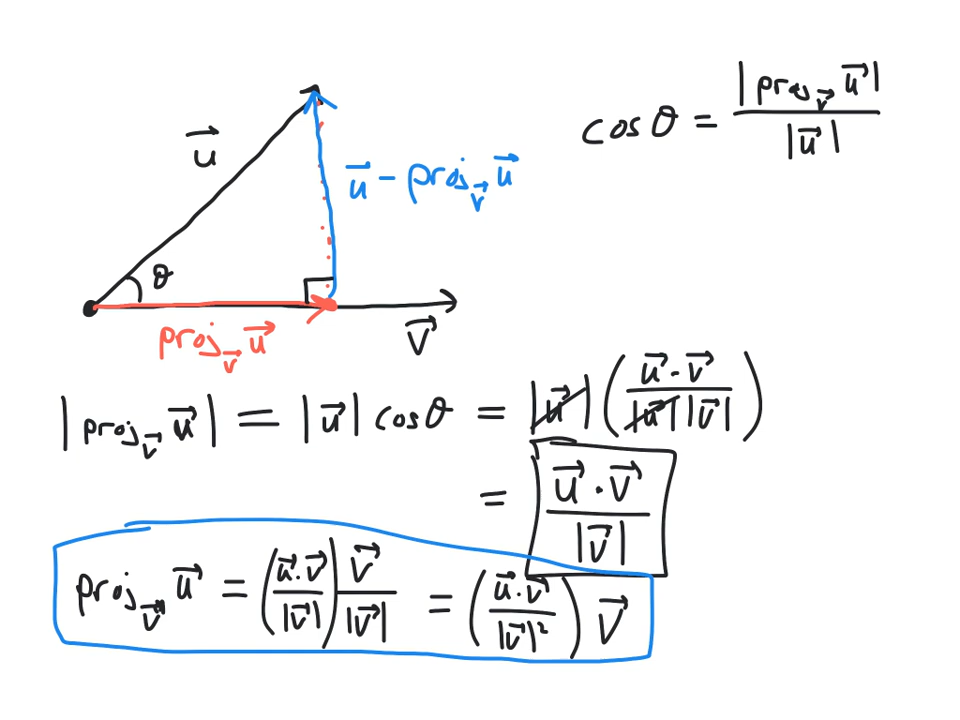 cos θ = |proj_v⃗ u⃗| / |u⃗|
u⃗
u⃗ − proj_v⃗ u⃗
θ
proj_v⃗ u⃗
v⃗
|proj_v⃗ u⃗| = |u⃗| cos θ = |u⃗| (u⃗ · v⃗ / |u⃗| |v⃗|)
= u⃗ · v⃗ / |v⃗|
proj_v⃗ u⃗ = (u⃗ · v⃗ / |v⃗|) v⃗ / |v⃗| = (u⃗ · v⃗ / |v⃗|²) v⃗